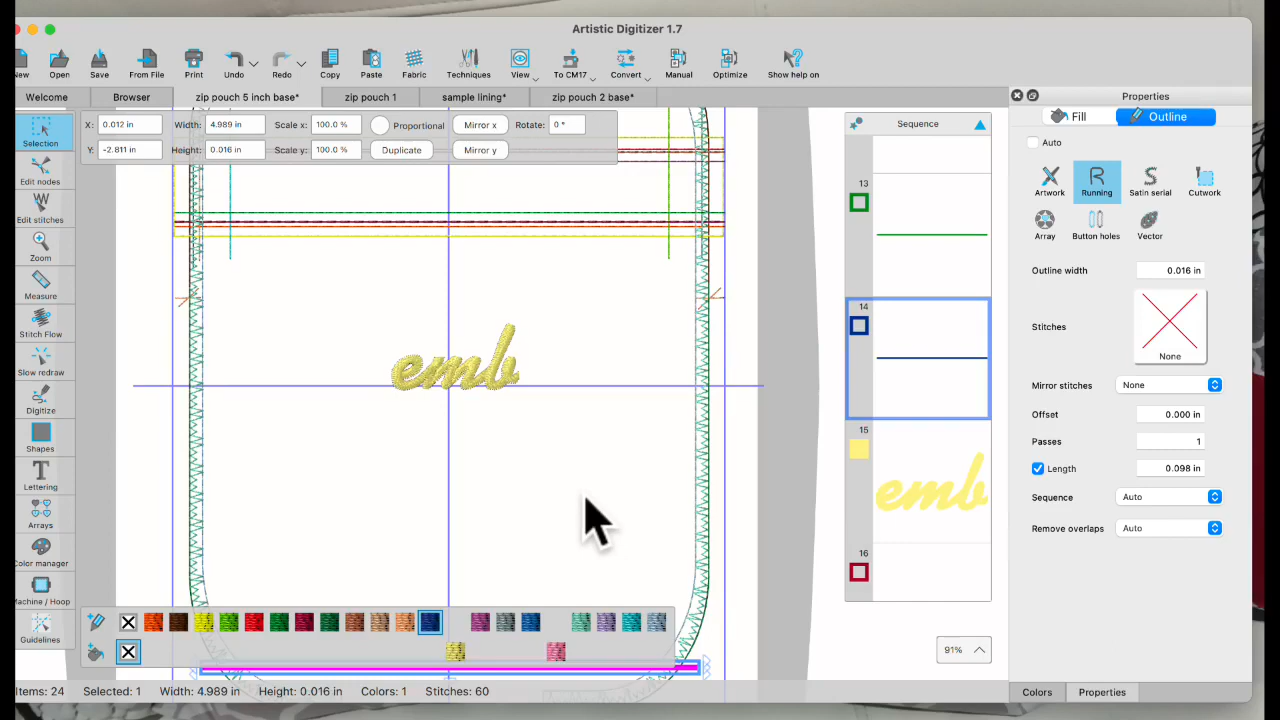 Artistic Digitizer 1.7
New Open Save From File Print Undo Redo Copy Paste Fabric Techniques View To CM17 Convert Manual Optimize Show help on
Welcome Browser zip pouch 5 inch base* zip pouch 1 sample lining* zip pouch 2 base*
X: 0.012 in Width: 4.989 in Scale x: 100.0 % Proportional Mirror x Rotate: 0 °
Y: -2.811 in Height: 0.016 in Scale y: 100.0 % Duplicate Mirror y
Selection
Edit nodes
Edit stitches
Zoom
Measure
Stitch Flow
Slow redraw
Digitize
Shapes
Lettering
Arrays
Color manager
Machine / Hoop
Guidelines
emb
Sequence
13
14
15
emb
16
91%
Properties
Fill Outline
Auto
Artwork Running Satin serial Cutwork
Array Button holes Vector
Outline width 0.016 in
Stitches None
Mirror stitches None
Offset 0.000 in
Passes 1
Length 0.098 in
Sequence Auto
Remove overlaps Auto
Colors Properties
Items: 24 Selected: 1 Width: 4.989 in Height: 0.016 in Colors: 1 Stitches: 60